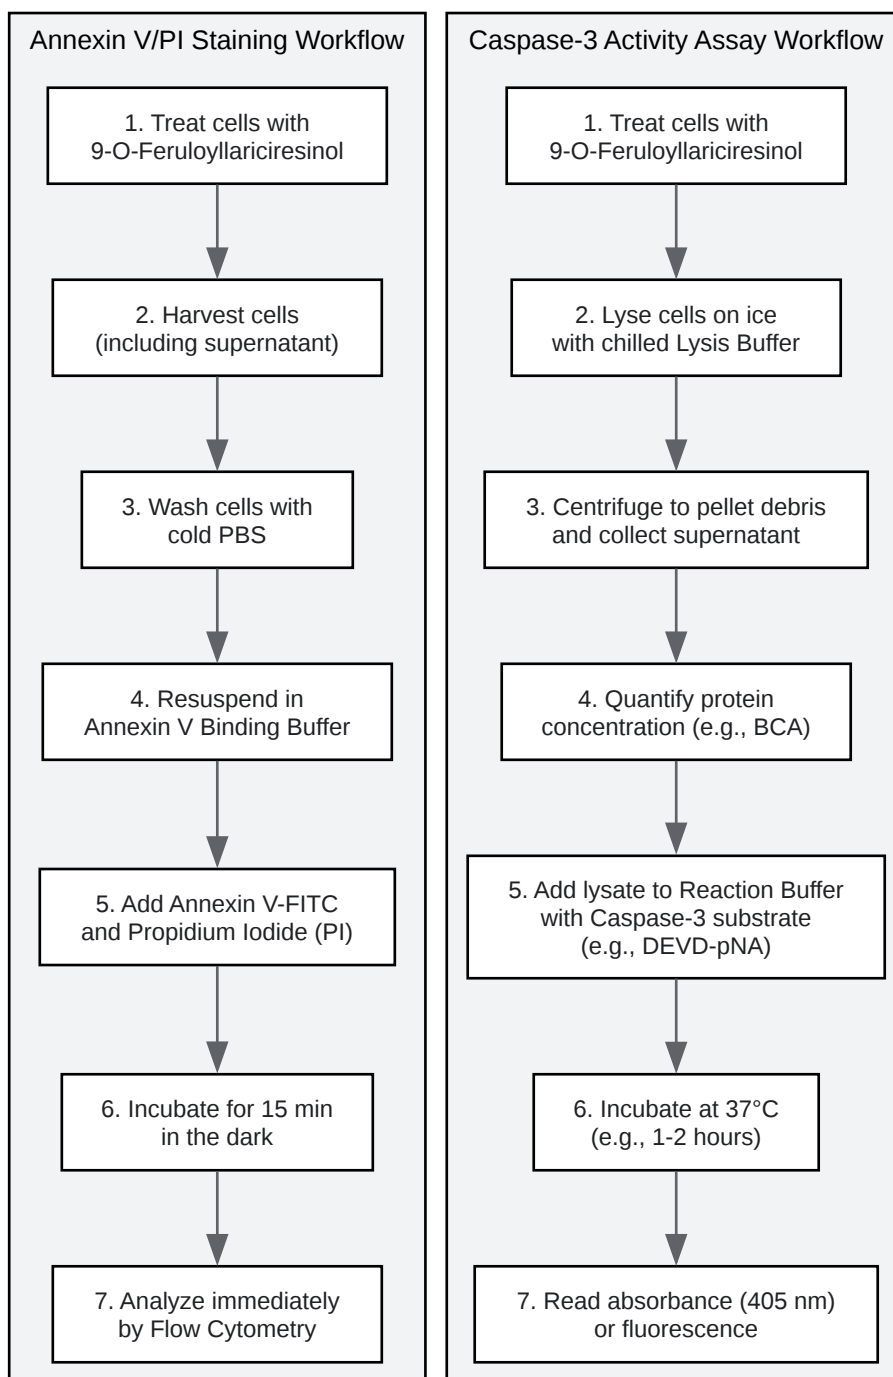 Annexin V/PI Staining Workflow
1. Treat cells with
9-O-Feruloyllariciresinol
2. Harvest cells
(including supernatant)
3. Wash cells with
cold PBS
4. Resuspend in
Annexin V Binding Buffer
5. Add Annexin V-FITC
and Propidium Iodide (PI)
6. Incubate for 15 min
in the dark
7. Analyze immediately
by Flow Cytometry
Caspase-3 Activity Assay Workflow
1. Treat cells with
9-O-Feruloyllariciresinol
2. Lyse cells on ice
with chilled Lysis Buffer
3. Centrifuge to pellet debris
and collect supernatant
4. Quantify protein
concentration (e.g., BCA)
5. Add lysate to Reaction Buffer
with Caspase-3 substrate
(e.g., DEVD-pNA)
6. Incubate at 37°C
(e.g., 1-2 hours)
7. Read absorbance (405 nm)
or fluorescence